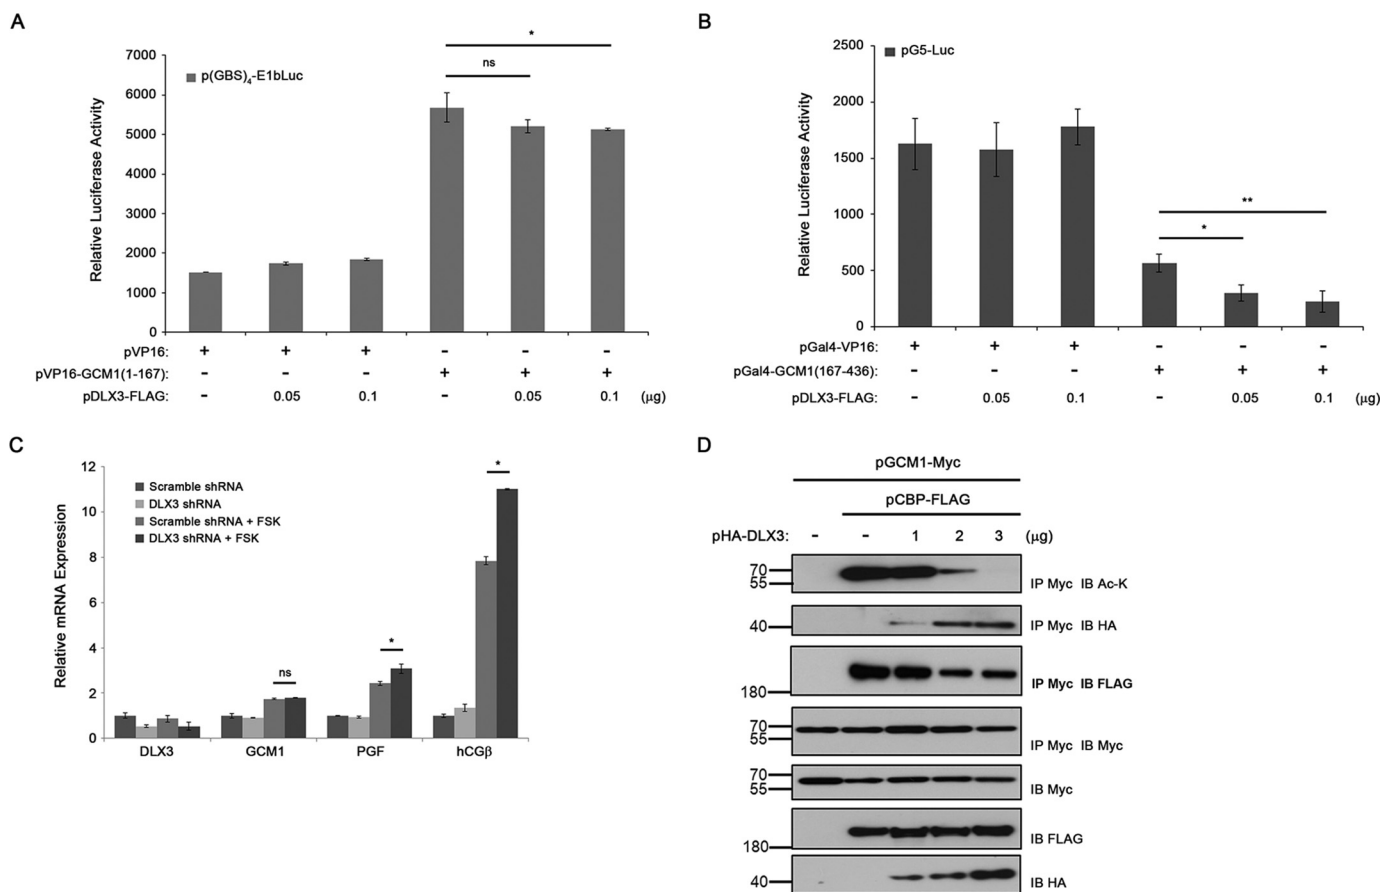 A
Relative Luciferase Activity
7000
6000
5000
4000
3000
2000
1000
0
p(GBS)4-E1bLuc
*
ns
pVP16: + + + - - -
pVP16-GCM1(1-167): - - - + + +
pDLX3-FLAG: - 0.05 0.1 - 0.05 0.1 (μg)
B
Relative Luciferase Activity
2500
2000
1500
1000
500
0
pG5-Luc
**
*
pGal4-VP16: + + + - - -
pGal4-GCM1(167-436): - - - + + +
pDLX3-FLAG: - 0.05 0.1 - 0.05 0.1 (μg)
C
Relative mRNA Expression
12
10
8
6
4
2
0
Scramble shRNA
DLX3 shRNA
Scramble shRNA + FSK
DLX3 shRNA + FSK
ns
*
*
DLX3 GCM1 PGF hCGβ
D
pGCM1-Myc
pCBP-FLAG
pHA-DLX3: - - 1 2 3 (μg)
70
55
IP Myc IB Ac-K
40
IP Myc IB HA
180
IP Myc IB FLAG
70
55
IP Myc IB Myc
70
55
IB Myc
180
IB FLAG
40
IB HA